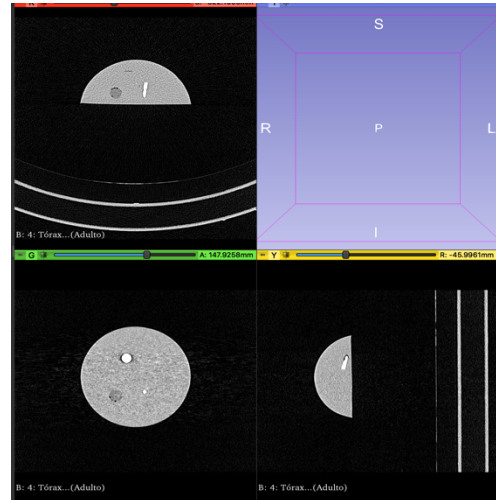 S
R
P
L
I
B: 4: Tórax...(Adulto)
G
A: 147.9258mm
Y
R: -45.9961mm
B: 4: Tórax...(Adulto)
B: 4: Tórax...(Adulto)